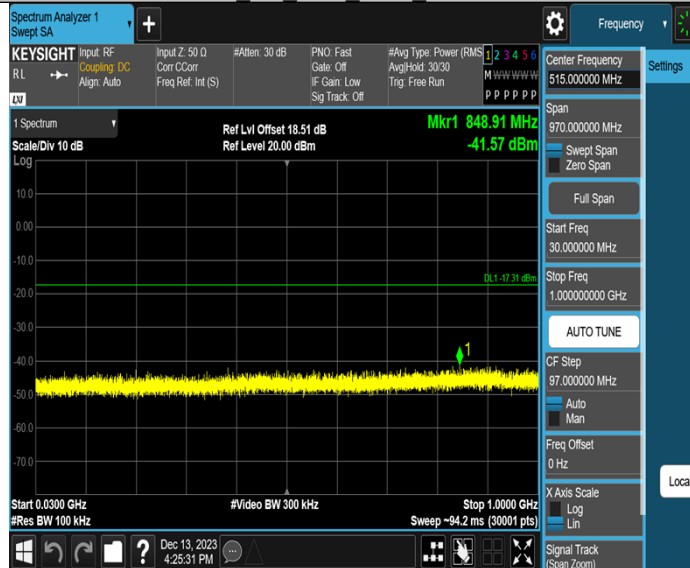 Spectrum Analyzer 1
Swept SA
Frequency
KEYSIGHT
RL
LXI
Input: RF
Coupling: DC
Align: Auto
Input Z: 50 Ω
Corr CCorr
Freq Ref: Int (S)
#Atten: 30 dB
PNO: Fast
Gate: Off
IF Gain: Low
Sig Track: Off
#Avg Type: Power (RMS
Avg|Hold: 30/30
Trig: Free Run
1 2 3 4 5 6
M W W W W W
P P P P P P
Center Frequency
515.000000 MHz
Settings
1 Spectrum
Scale/Div 10 dB
Ref Lvl Offset 18.51 dB
Ref Level 20.00 dBm
Mkr1 848.91 MHz
-41.57 dBm
Span
970.000000 MHz
Swept Span
Zero Span
Full Span
Start Freq
30.000000 MHz
Stop Freq
1.000000000 GHz
AUTO TUNE
CF Step
97.000000 MHz
Auto
Man
Freq Offset
0 Hz
X Axis Scale
Log
Lin
Signal Track
(Span Zoom)
Loca
Log
10.0
0.00
-10.0
-20.0
-30.0
-40.0
-50.0
-60.0
-70.0
DL1 -17.31 dBm
1
Start 0.0300 GHz
#Video BW 300 kHz
Stop 1.0000 GHz
#Res BW 100 kHz
Sweep ~94.2 ms (30001 pts)
?
Dec 13, 2023
4:25:31 PM